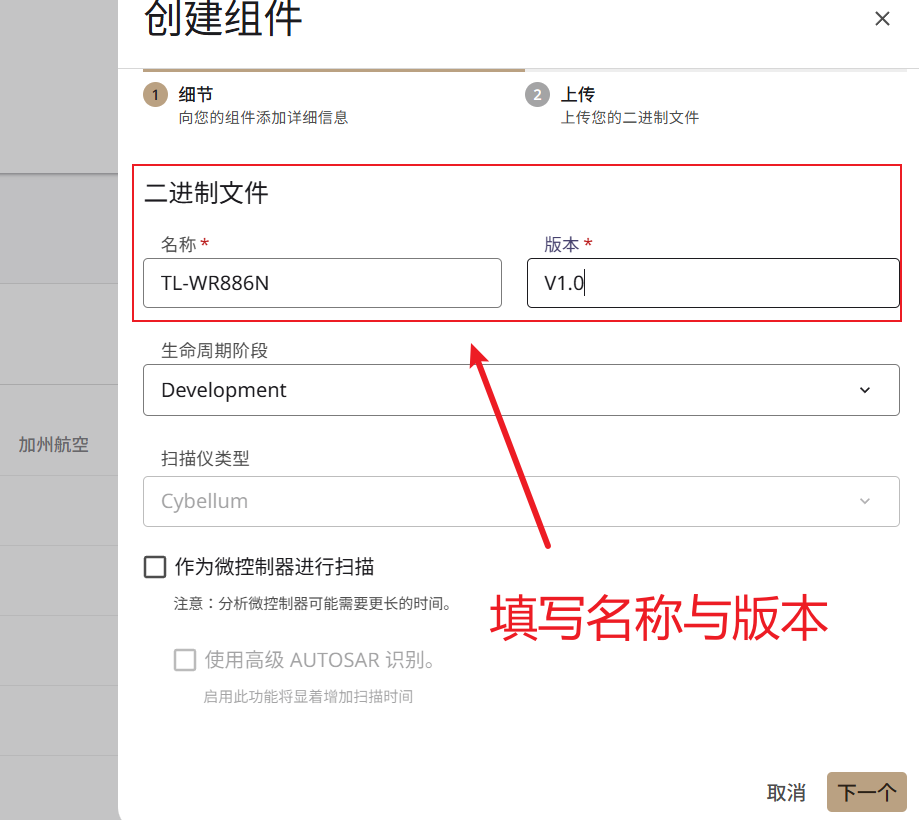 创建组件
1 细节
向您的组件添加详细信息
2 上传
上传您的二进制文件
二进制文件
名称 *
TL-WR886N
版本 *
V1.0
生命周期阶段
Development
加州航空
扫描仪类型
Cybellum
作为微控制器进行扫描
注意：分析微控制器可能需要更长的时间。
填写名称与版本
使用高级 AUTOSAR 识别。
启用此功能将显着增加扫描时间
取消
下一个